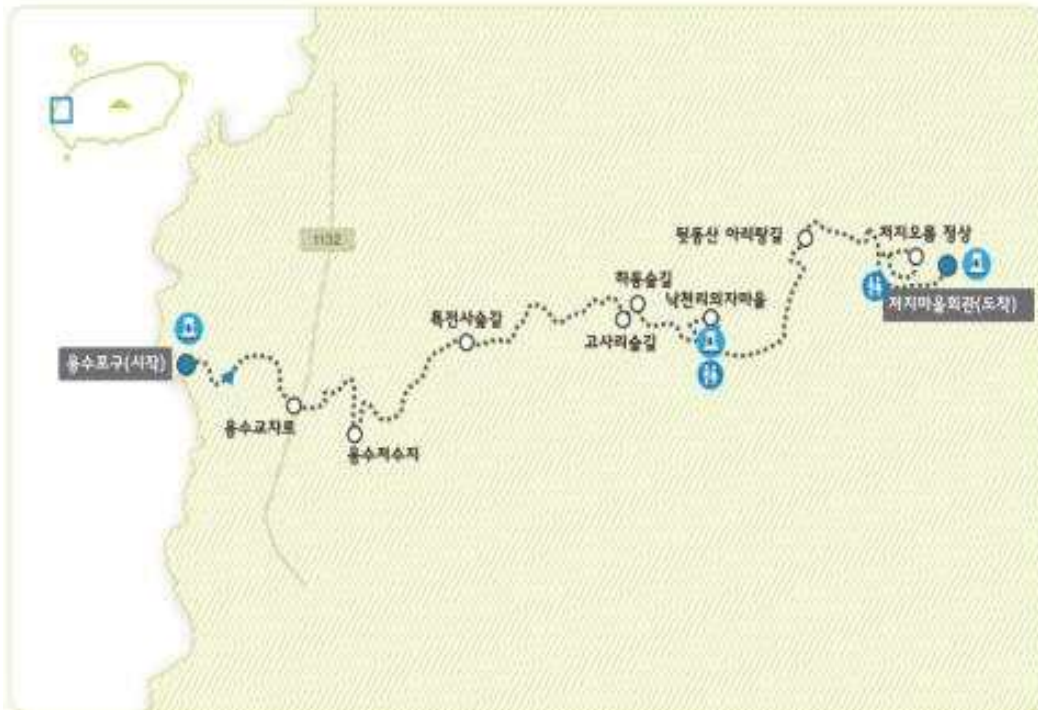 1132
뒷동산 아리랑길
저지오름 정상
하동숲길
낙천리의자마을
저지마을회관(도착)
특전사숲길
고사리숲길
용수포구(시작)
용수교차로
용수저수지